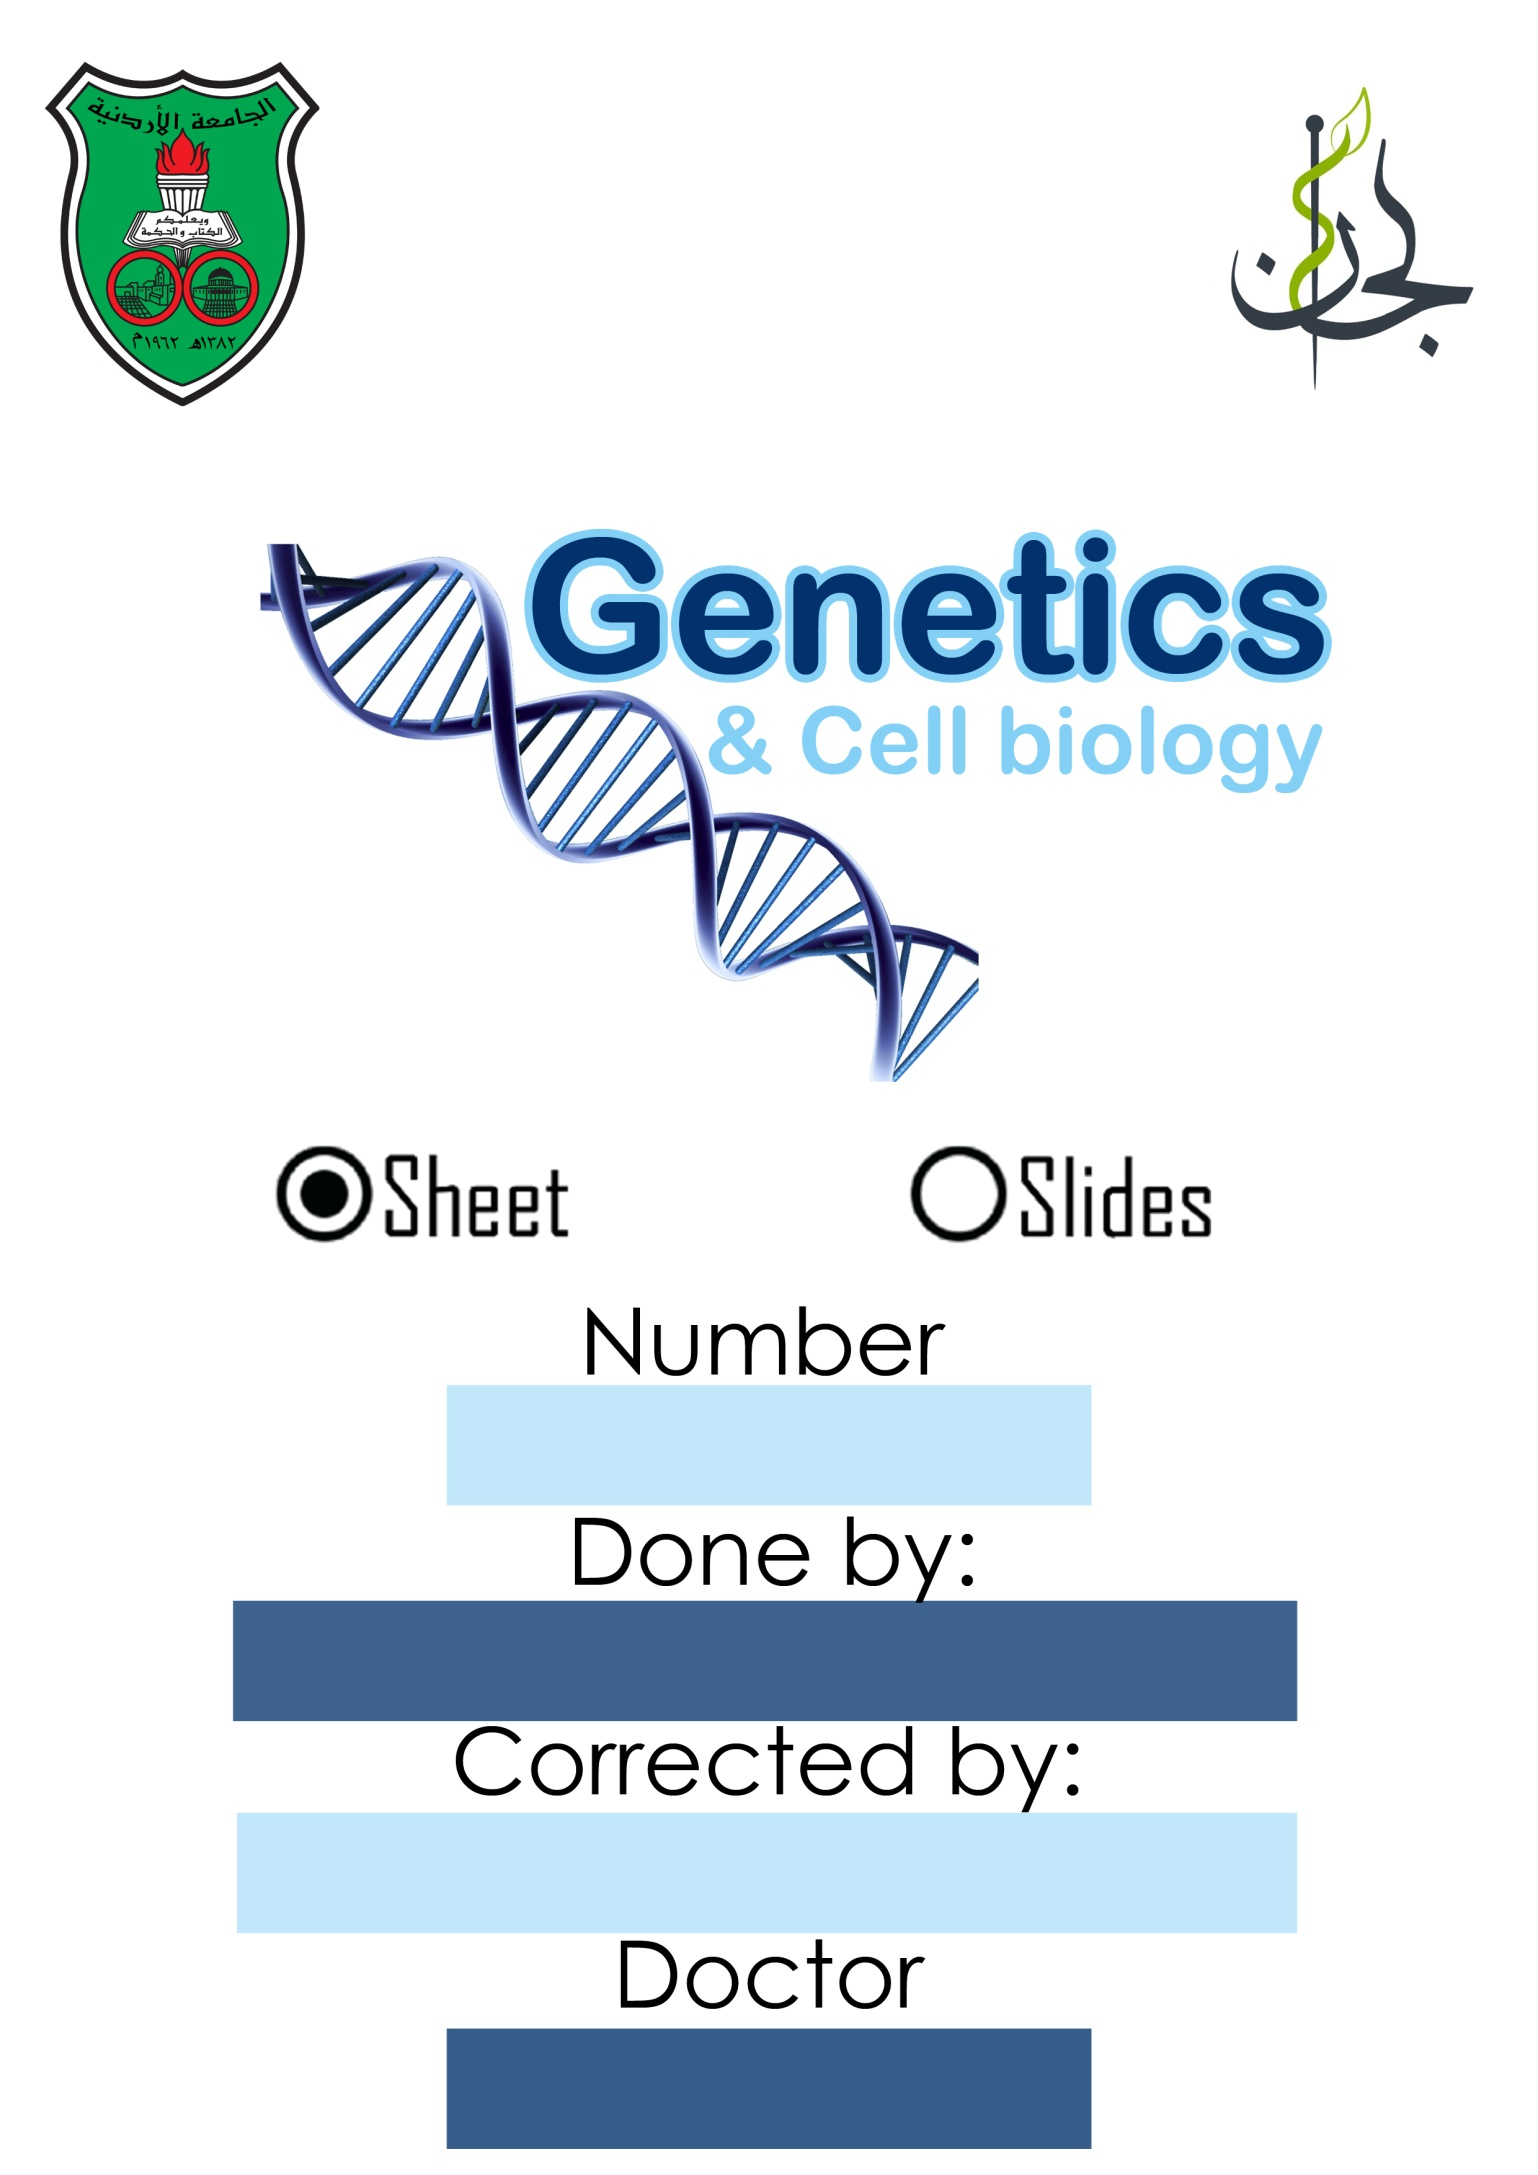 الجامعة الأردنية
ويعلمكم
الكتاب والحكمة
١٣٨٢هـ ١٩٦٢م
لجان
Genetics
& Cell biology
Sheet
Slides
Number
Done by:
Corrected by:
Doctor